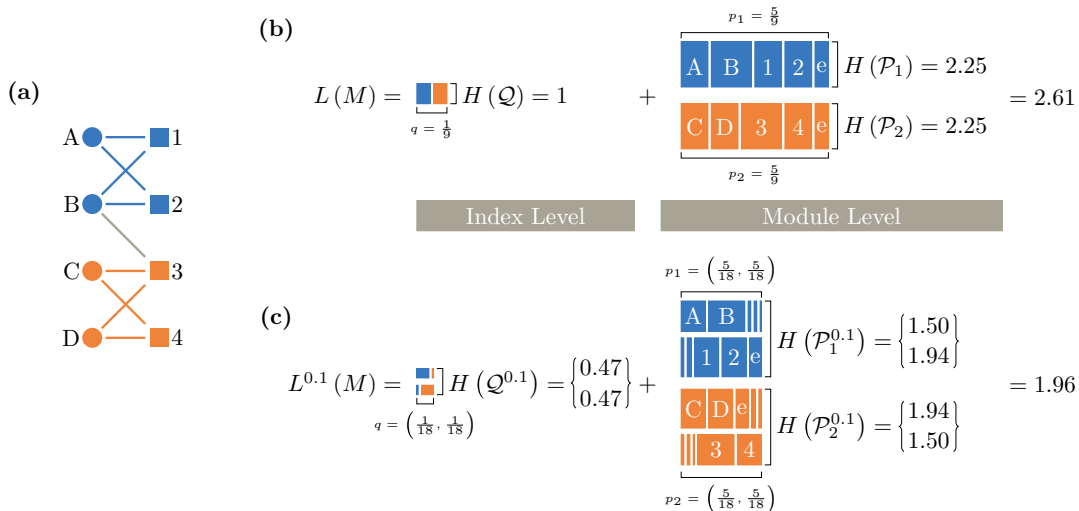 (a)
A 1
B 2
C 3
D 4
(b)
p₁ = 5/9
A B 1 2 e H (𝒫₁) = 2.25
L (M) = H (𝒬) = 1 + = 2.61
q = 1/9
C D 3 4 e H (𝒫₂) = 2.25
p₂ = 5/9
Index Level Module Level
(c)
p₁ = (5/18, 5/18)
A B
1 2 e H (𝒫₁^0.1) = {1.50 1.94}
L^0.1 (M) = H (𝒬^0.1) = {0.47 0.47} + = 1.96
q = (1/18, 1/18)
C D e
3 4 H (𝒫₂^0.1) = {1.94 1.50}
p₂ = (5/18, 5/18)